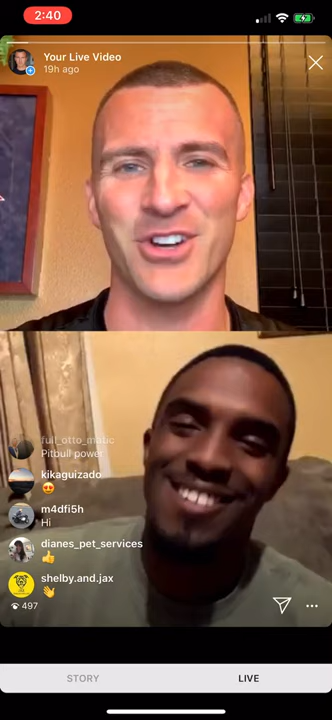 2:40
Your Live Video
19h ago
full_otto_matic
Pitbull power
kikaguizado
😍
m4dfi5h
Hi
dianes_pet_services
👍
shelby.and.jax
👋
497
STORY
LIVE